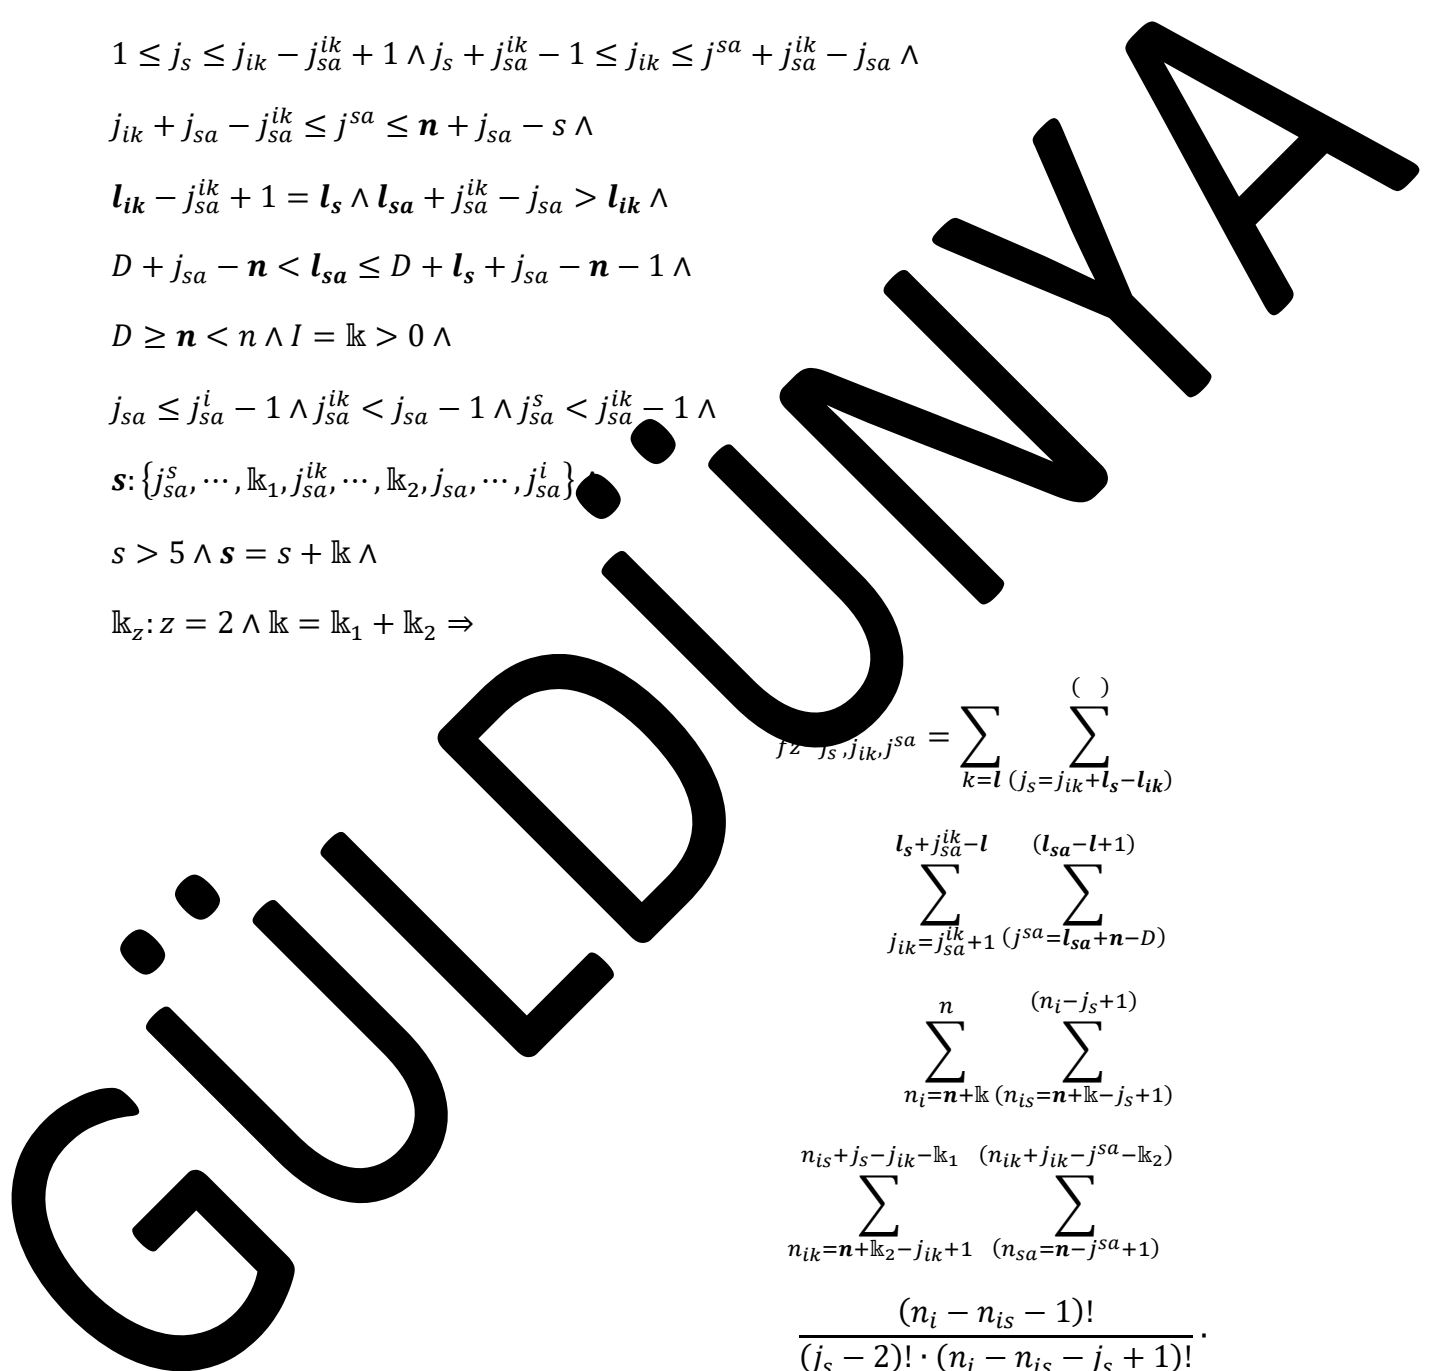 1 ≤ j_s ≤ j_{ik} − j_{sa}^{ik} + 1 ∧ j_s + j_{sa}^{ik} − 1 ≤ j_{ik} ≤ j^{sa} + j_{sa}^{ik} − j_{sa} ∧
j_{ik} + j_{sa} − j_{sa}^{ik} ≤ j^{sa} ≤ 𝒏 + j_{sa} − s ∧
𝒍_{𝒊𝒌} − j_{sa}^{ik} + 1 = 𝒍_𝒔 ∧ 𝒍_{𝒔𝒂} + j_{sa}^{ik} − j_{sa} > 𝒍_{𝒊𝒌} ∧
D + j_{sa} − 𝒏 < 𝒍_{𝒔𝒂} ≤ D + 𝒍_𝒔 + j_{sa} − 𝒏 − 1 ∧
D ≥ 𝒏 < n ∧ I = 𝕜 > 0 ∧
j_{sa} ≤ j_{sa}^{i} − 1 ∧ j_{sa}^{ik} < j_{sa} − 1 ∧ j_{sa}^{s} < j_{sa}^{ik} − 1 ∧
𝒔: {j_{sa}^{s}, ⋯ , 𝕜_1, j_{sa}^{ik}, ⋯ , 𝕜_2, j_{sa}, ⋯ , j_{sa}^{i}}
s > 5 ∧ 𝒔 = s + 𝕜 ∧
𝕜_z: z = 2 ∧ 𝕜 = 𝕜_1 + 𝕜_2 ⇒
_{j_s, j_{ik}, j^{sa}} = ∑_{k=𝒍} ∑_{(j_s=j_{ik}+𝒍_𝒔−𝒍_{𝒊𝒌})}^{( )}
∑_{j_{ik}=j_{sa}^{ik}+1}^{𝒍_𝒔+j_{sa}^{ik}−𝒍} ∑_{(j^{sa}=𝒍_{𝒔𝒂}+𝒏−D)}^{(𝒍_{𝒔𝒂}−𝒍+1)}
∑_{n_i=𝒏+𝕜}^{n} ∑_{(n_{is}=𝒏+𝕜−j_s+1)}^{(n_i−j_s+1)}
∑_{n_{ik}=𝒏+𝕜_2−j_{ik}+1}^{n_{is}+j_s−j_{ik}−𝕜_1} ∑_{(n_{sa}=𝒏−j^{sa}+1)}^{(n_{ik}+j_{ik}−j^{sa}−𝕜_2)}
(n_i − n_{is} − 1)!
(j_s − 2)! · (n_i − n_{is} − j_s + 1)! ·
GÜLDÜNYA